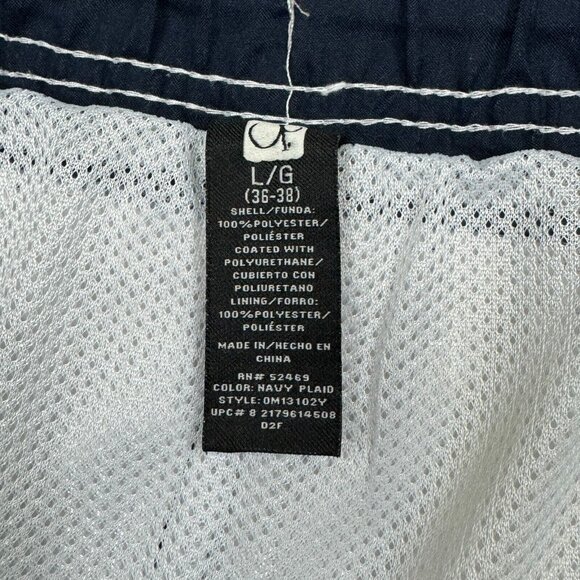 Op.
L/G
(36-38)
SHELL/FUNDA:
100%POLYESTER/
POLIÉSTER
COATED WITH
POLYURETHANE/
CUBIERTO CON
POLIURETANO
LINING/FORRO:
100%POLYESTER/
POLIÉSTER
MADE IN/HECHO EN
CHINA
RN# 52469
COLOR: NAVY PLAID
STYLE: OM13102Y
UPC# 8 2179614508
D2F